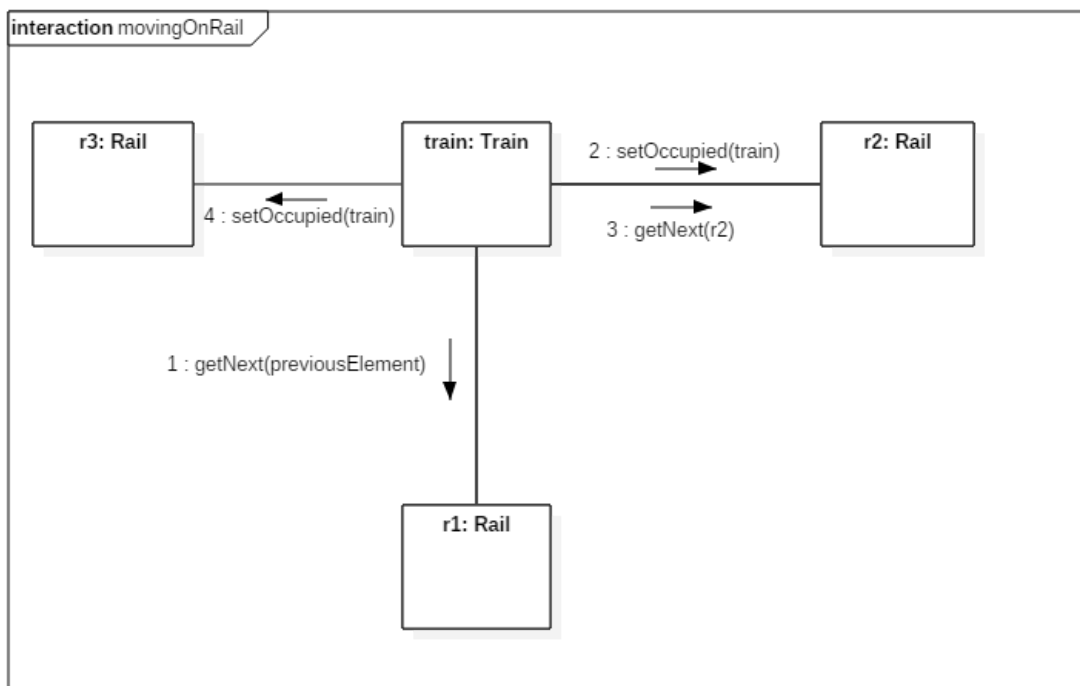 interaction movingOnRail
r3: Rail
train: Train
r2: Rail
2 : setOccupied(train)
4 : setOccupied(train)
3 : getNext(r2)
1 : getNext(previousElement)
r1: Rail